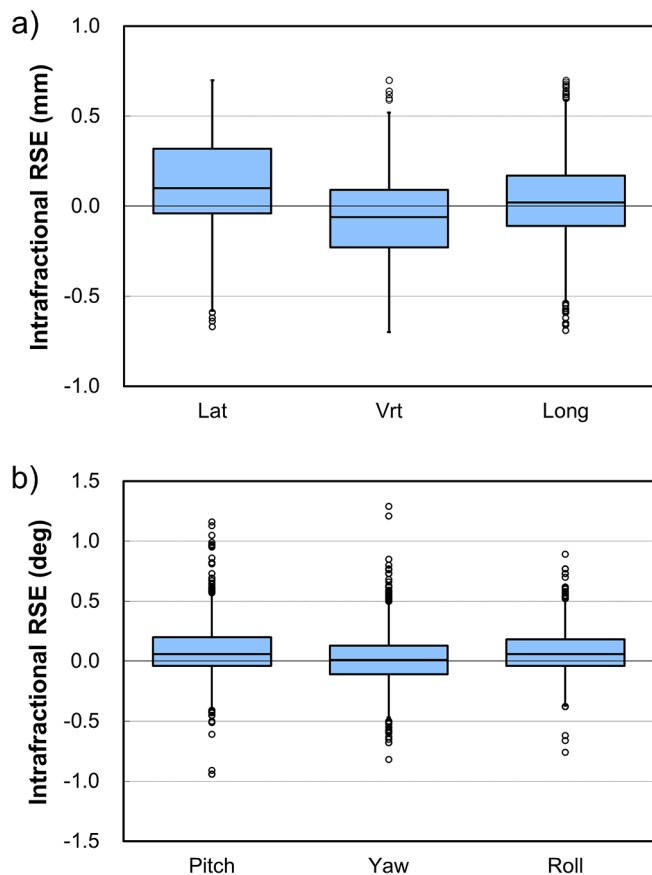 a)
Intrafractional RSE (mm)
1.0
0.5
0.0
-0.5
-1.0
Lat Vrt Long
b)
Intrafractional RSE (deg)
1.5
1.0
0.5
0.0
-0.5
-1.0
-1.5
Pitch Yaw Roll